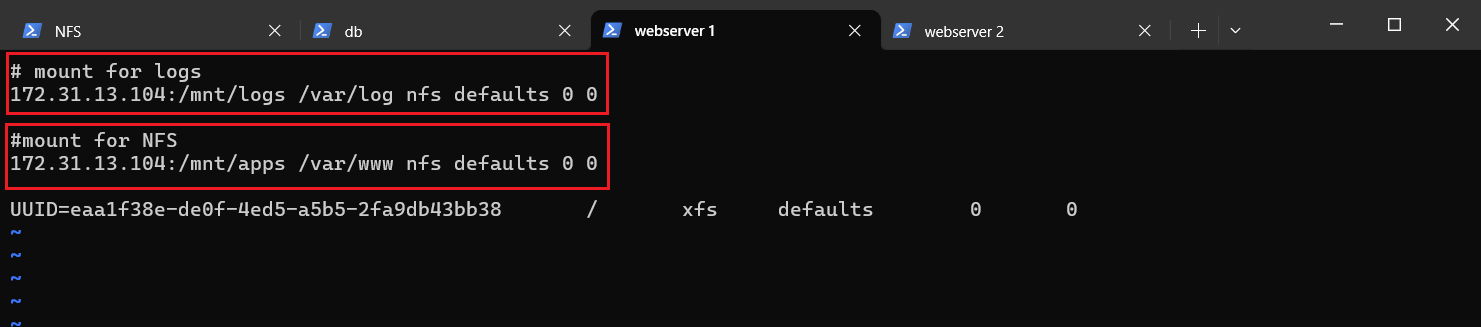 NFS db webserver 1 webserver 2
# mount for logs
172.31.13.104:/mnt/logs /var/log nfs defaults 0 0
#mount for NFS
172.31.13.104:/mnt/apps /var/www nfs defaults 0 0
UUID=eaa1f38e-de0f-4ed5-a5b5-2fa9db43bb38 / xfs defaults 0 0
~
~
~
~
~